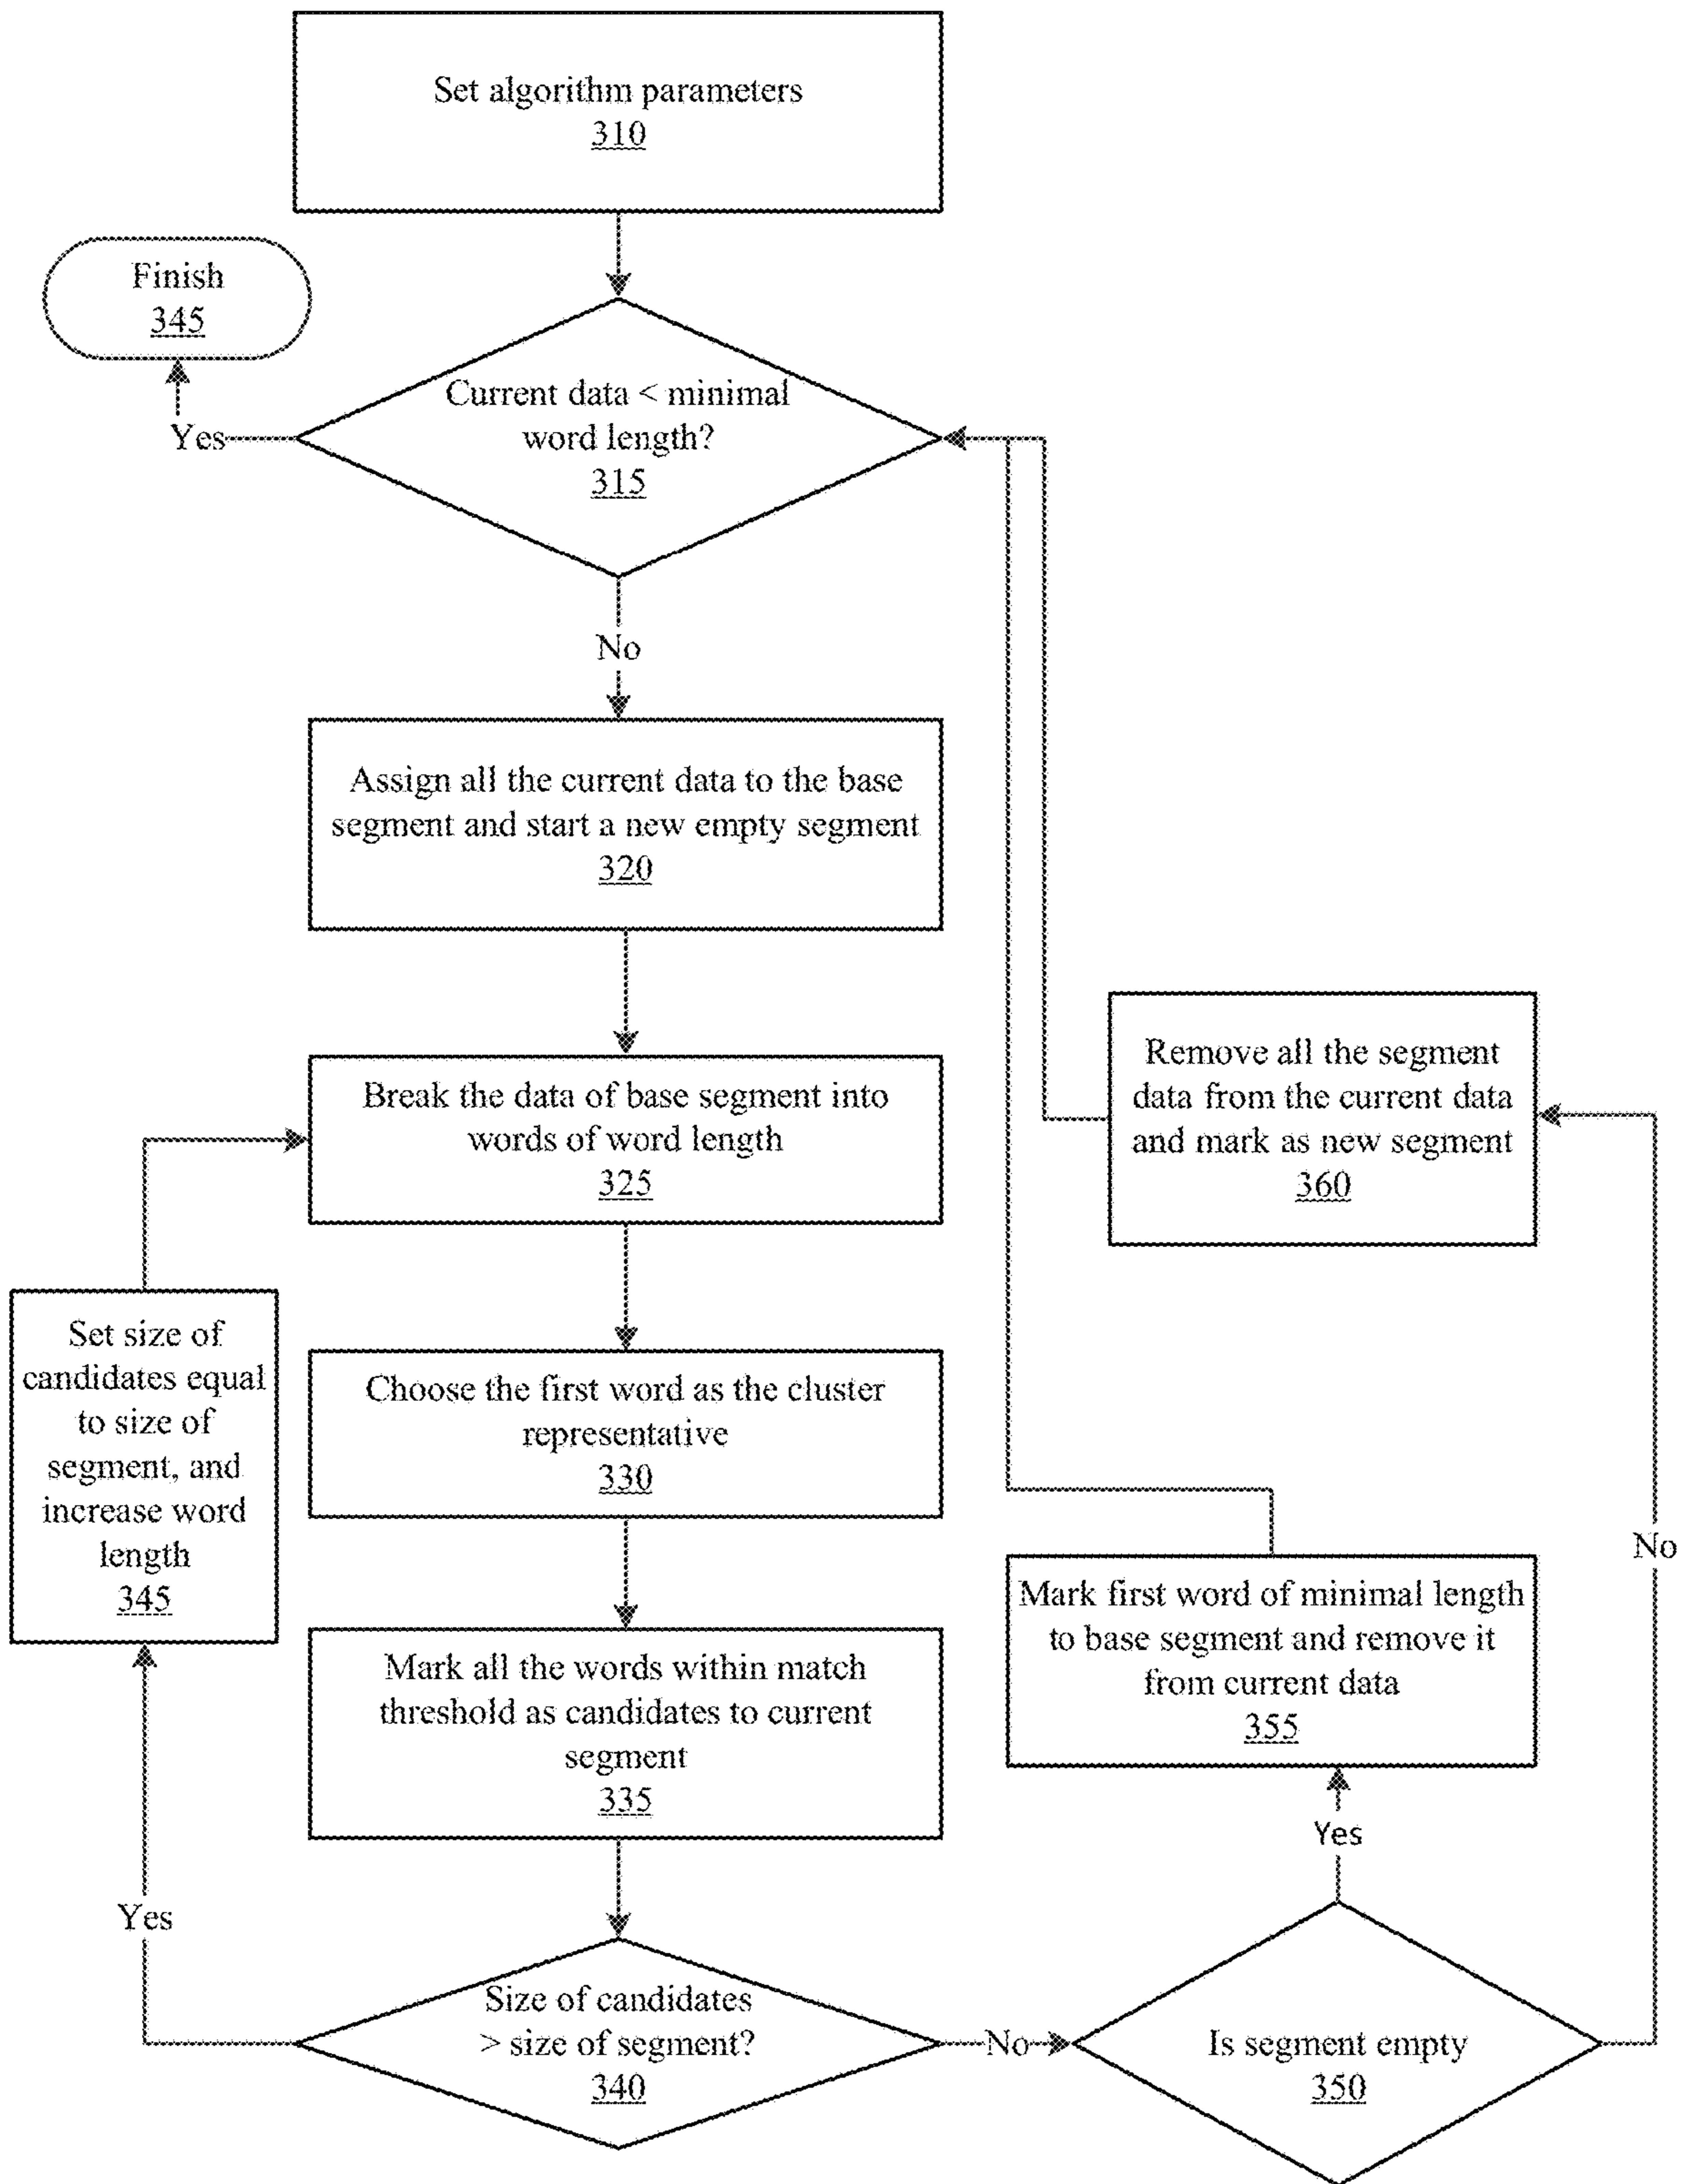 Set algorithm parameters
310
Finish
345
Current data < minimal
word length?
315
Yes
No
Assign all the current data to the base
segment and start a new empty segment
320
Break the data of base segment into
words of word length
325
Remove all the segment
data from the current data
and mark as new segment
360
Set size of
candidates equal
to size of
segment, and
increase word
length
345
Choose the first word as the cluster
representative
330
No
Mark first word of minimal length
to base segment and remove it
from current data
355
Mark all the words within match
threshold as candidates to current
segment
335
Yes
Yes
Size of candidates
> size of segment?
340
No
Is segment empty
350